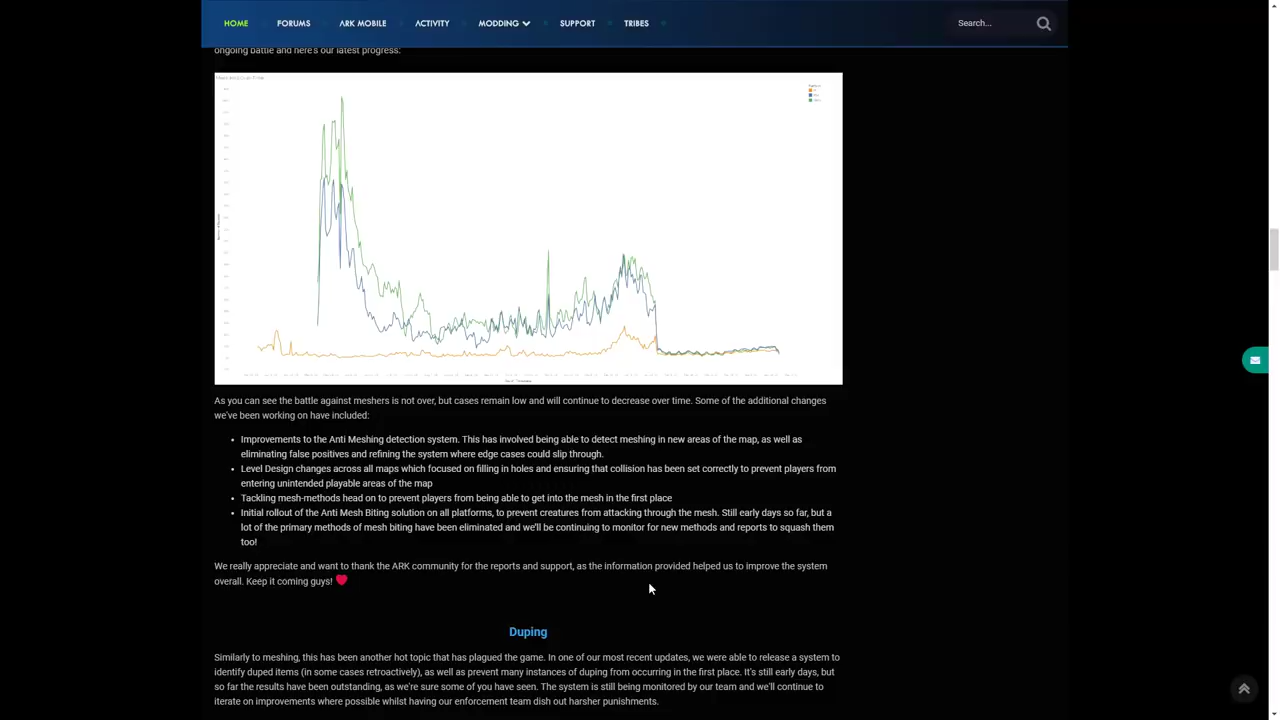 HOME
FORUMS
ARK MOBILE
ACTIVITY
MODDING
SUPPORT
TRIBES
Search...
ongoing battle and here's our latest progress:
As you can see the battle against meshers is not over, but cases remain low and will continue to decrease over time. Some of the additional changes
we've been working on have included:
Improvements to the Anti Meshing detection system. This has involved being able to detect meshing in new areas of the map, as well as
eliminating false positives and refining the system where edge cases could slip through.
Level Design changes across all maps which focused on filling in holes and ensuring that collision has been set correctly to prevent players from
entering unintended playable areas of the map
Tackling mesh-methods head on to prevent players from being able to get into the mesh in the first place
Initial rollout of the Anti Mesh Biting solution on all platforms, to prevent creatures from attacking through the mesh. Still early days so far, but a
lot of the primary methods of mesh biting have been eliminated and we'll be continuing to monitor for new methods and reports to squash them
too!
We really appreciate and want to thank the ARK community for the reports and support, as the information provided helped us to improve the system
overall. Keep it coming guys!
Duping
Similarly to meshing, this has been another hot topic that has plagued the game. In one of our most recent updates, we were able to release a system to
identify duped items (in some cases retroactively), as well as prevent many instances of duping from occurring in the first place. It's still early days, but
so far the results have been outstanding, as we're sure some of you have seen. The system is still being monitored by our team and we'll continue to
iterate on improvements where possible whilst having our enforcement team dish out harsher punishments.